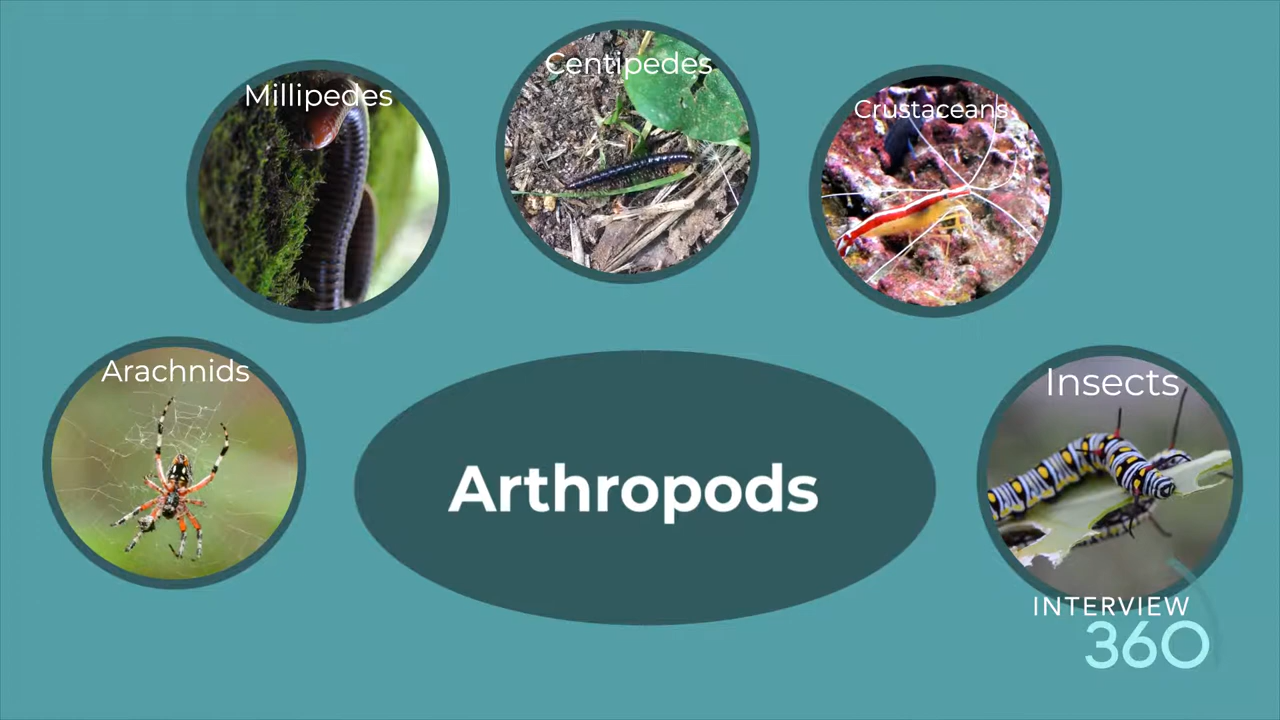 Centipedes
Millipedes
Crustaceans
Arachnids
Insects
Arthropods
INTERVIEW
360